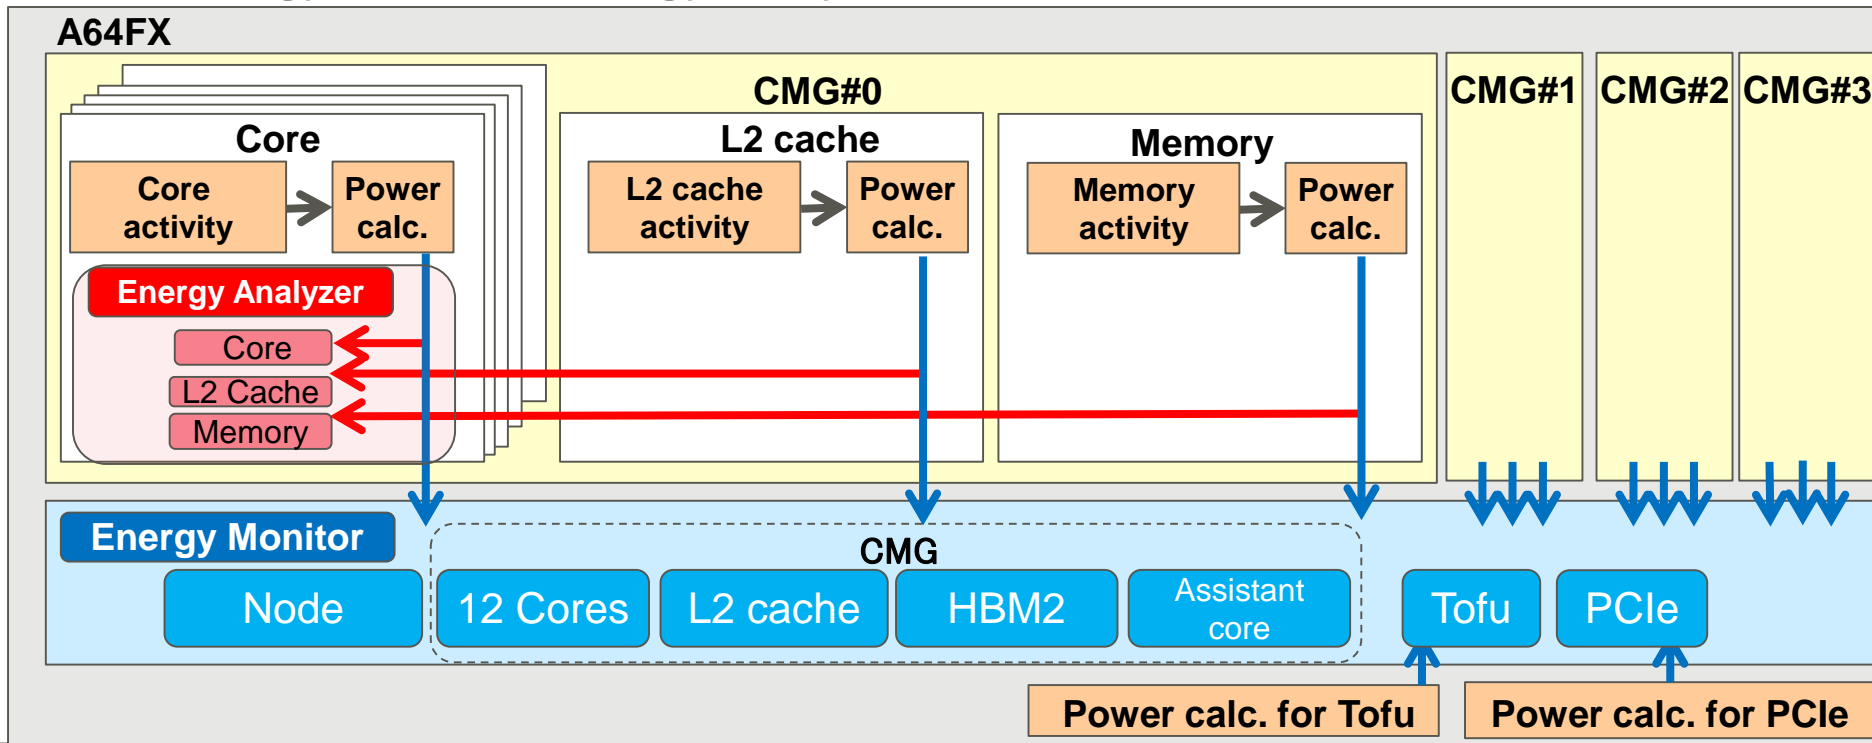 A64FX
CMG#0
CMG#1
CMG#2
CMG#3
Core
L2 cache
Memory
Core
activity
Power
calc.
L2 cache
activity
Power
calc.
Memory
activity
Power
calc.
Energy Analyzer
Core
L2 Cache
Memory
Energy Monitor
CMG
Node
12 Cores
L2 cache
HBM2
Assistant
core
Tofu
PCIe
Power calc. for Tofu
Power calc. for PCIe